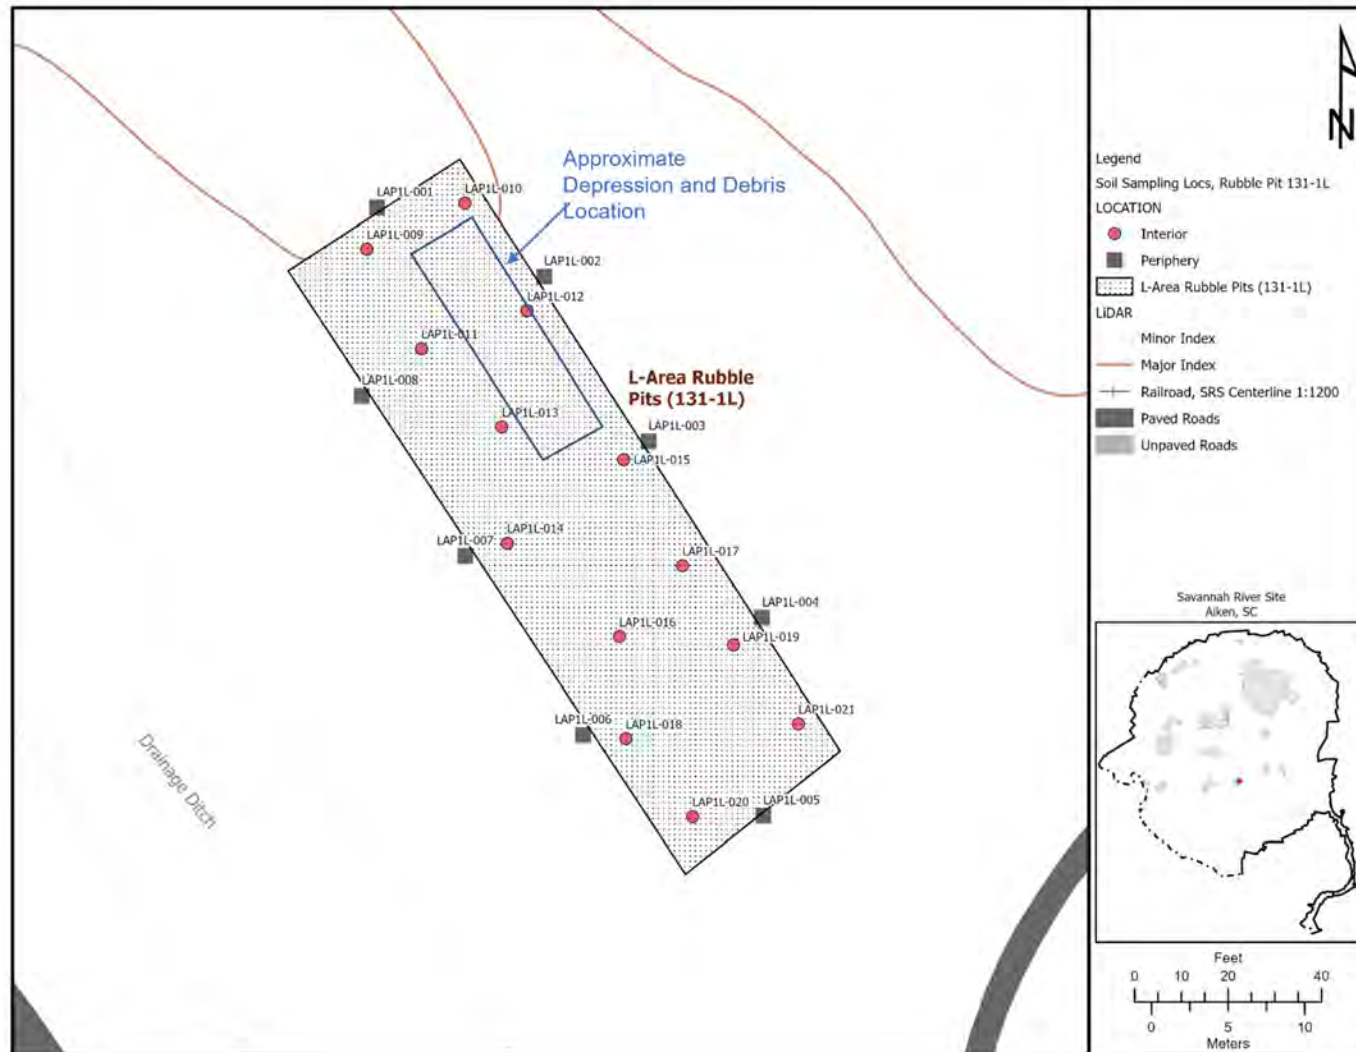 Approximate
Depression and Debris
Location
LAP1L-001
LAP1L-010
LAP1L-009
LAP1L-002
LAP1L-012
LAP1L-011
LAP1L-008
L-Area Rubble
Pits (131-1L)
LAP1L-013
LAP1L-003
LAP1L-015
LAP1L-014
LAP1L-007
LAP1L-017
LAP1L-004
LAP1L-016
LAP1L-019
LAP1L-021
LAP1L-006
LAP1L-018
LAP1L-020
LAP1L-005
Drainage Ditch
N
Legend
Soil Sampling Locs, Rubble Pit 131-1L
LOCATION
Interior
Periphery
L-Area Rubble Pits (131-1L)
LiDAR
Minor Index
Major Index
Railroad, SRS Centerline 1:1200
Paved Roads
Unpaved Roads
Savannah River Site
Aiken, SC
Feet
0 10 20 40
0 5 10
Meters